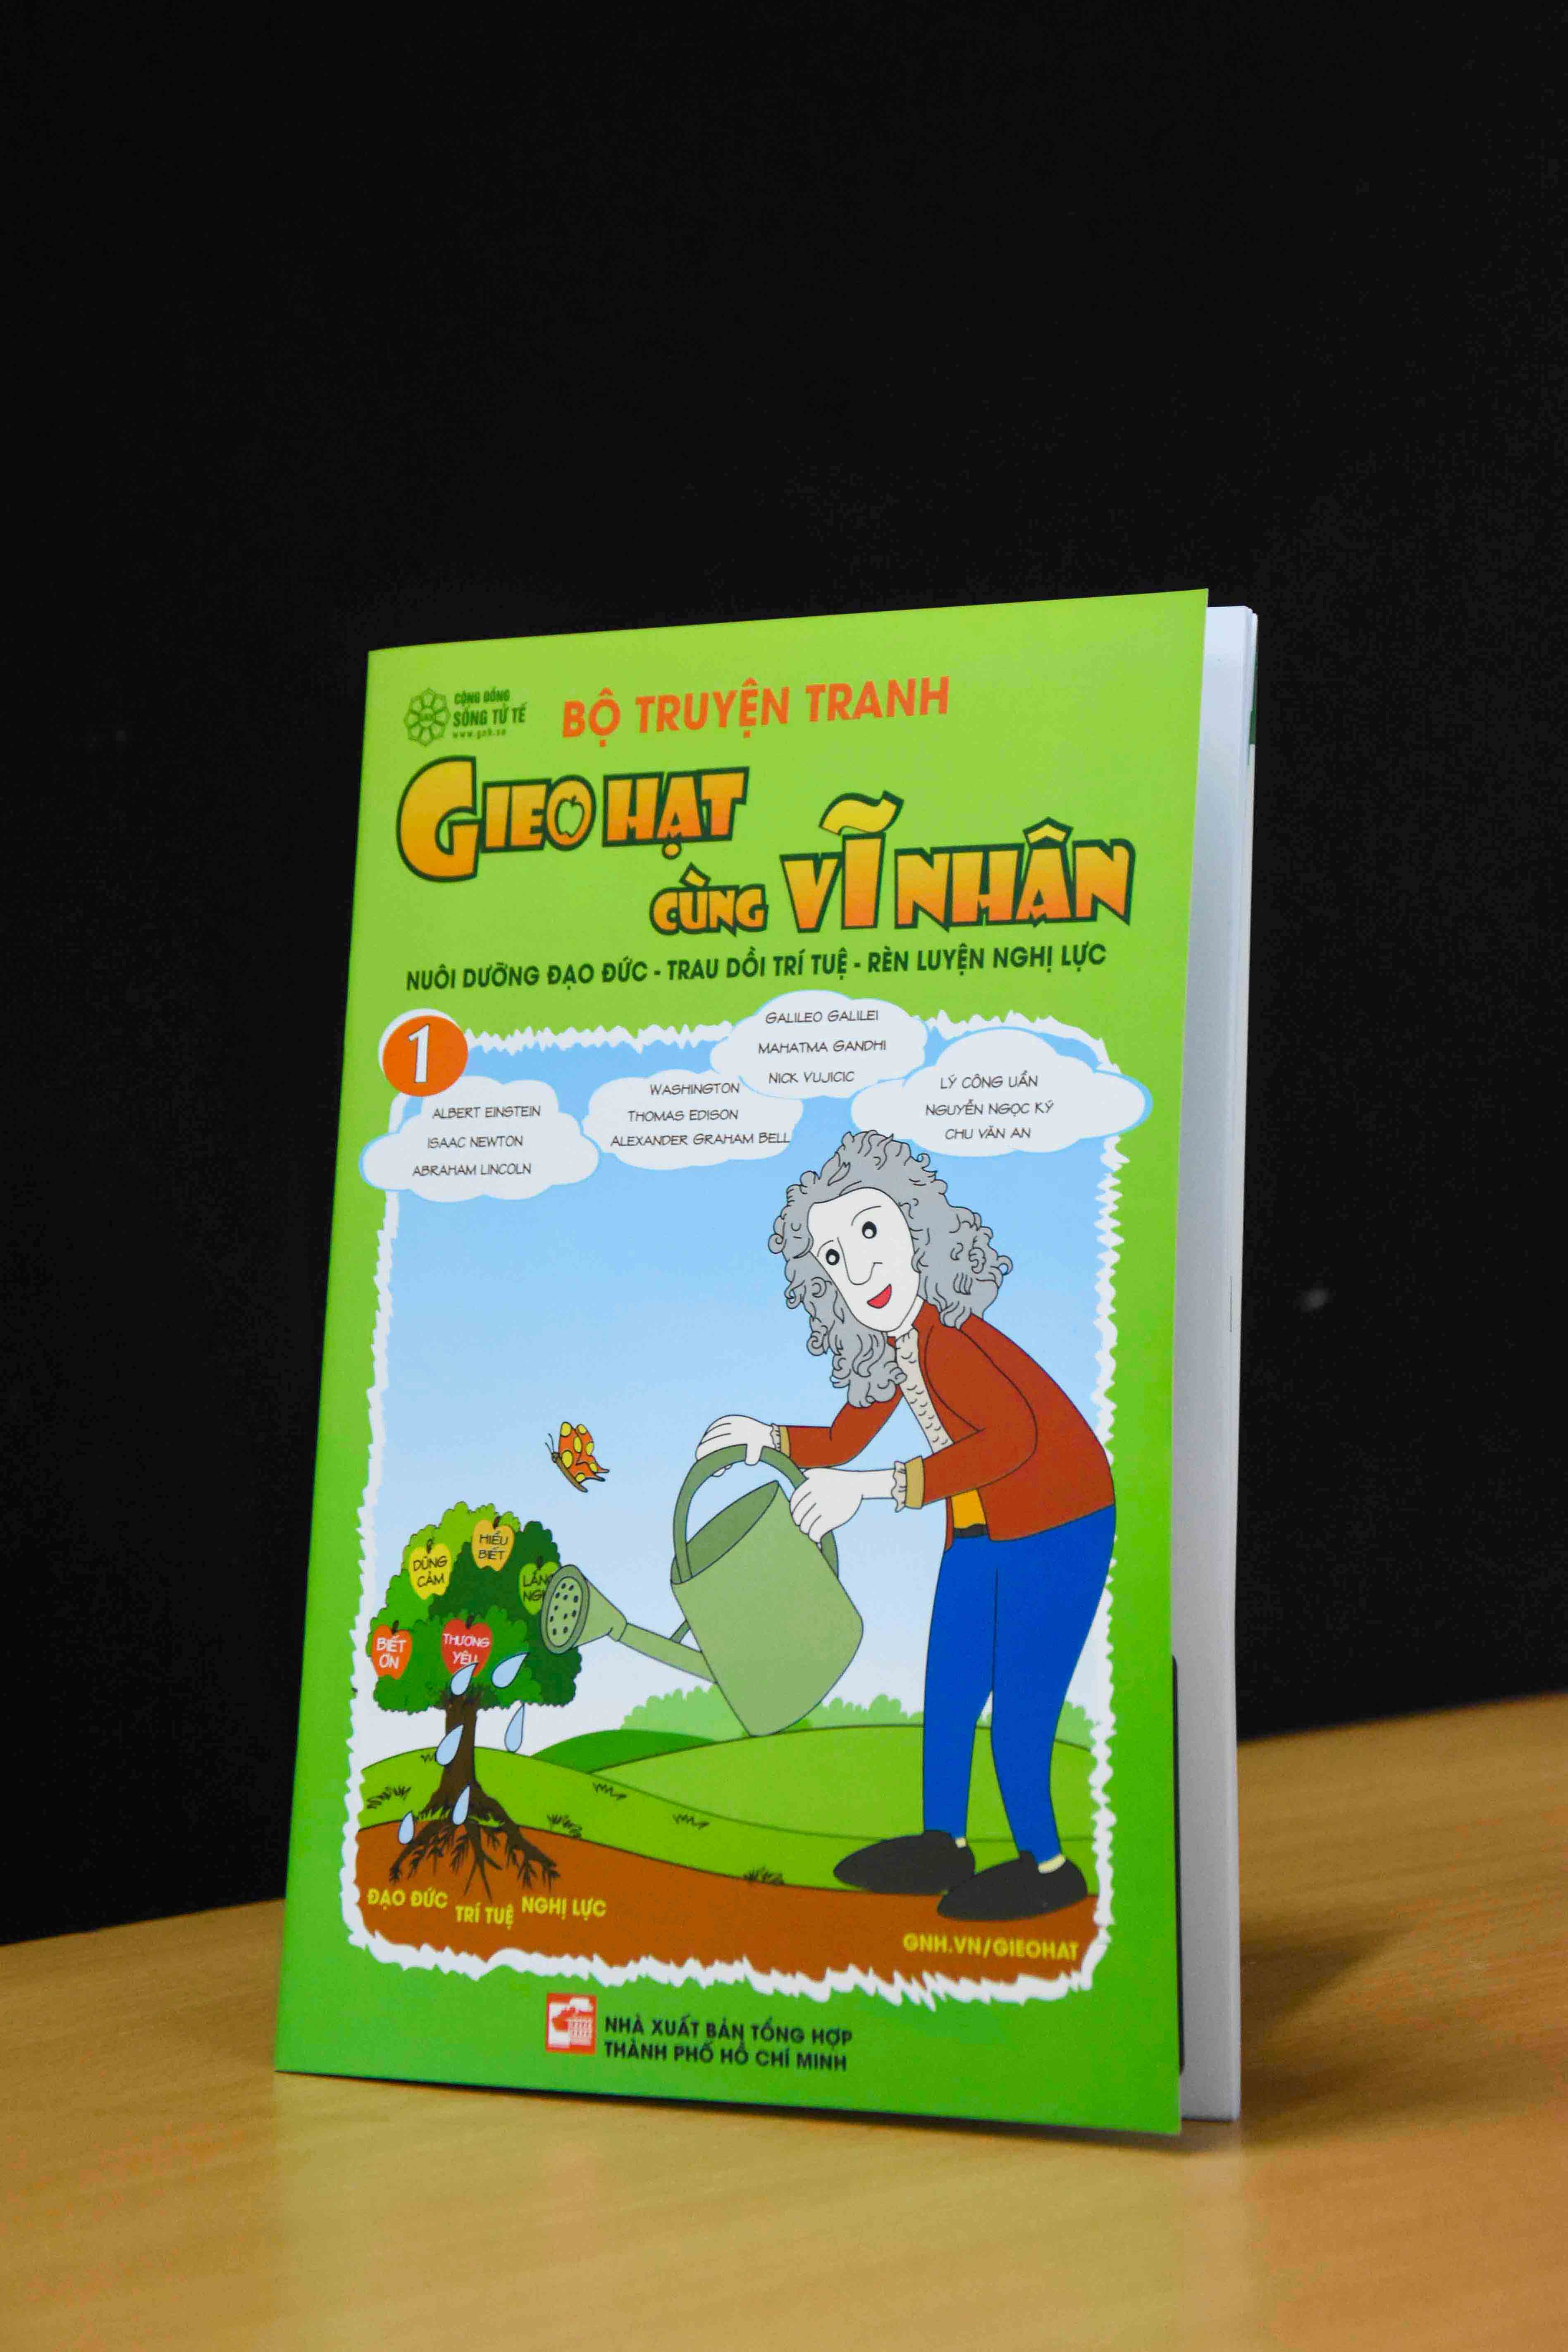 CỘNG ĐỒNG
SỐNG TỬ TẾ
BỘ TRUYỆN TRANH
GIEO HẠT
CÙNG VĨ NHÂN
NUÔI DƯỠNG ĐẠO ĐỨC - TRAU DỒI TRÍ TUỆ - RÈN LUYỆN NGHỊ LỰC
1
ALBERT EINSTEIN
ISAAC NEWTON
ABRAHAM LINCOLN
WASHINGTON
THOMAS EDISON
ALEXANDER GRAHAM BELL
GALILEO GALILEI
MAHATMA GANDHI
NICK VUJICIC
LÝ CÔNG UẨN
NGUYỄN NGỌC KÝ
CHU VĂN AN
HIỂU
BIẾT
DŨNG
CẢM
BIẾT
ƠN
THƯƠNG
YÊU
ĐẠO ĐỨC
TRÍ TUỆ
NGHỊ LỰC
GNH.VN/GIEOHAT
NHÀ XUẤT BẢN TỔNG HỢP
THÀNH PHỐ HỒ CHÍ MINH